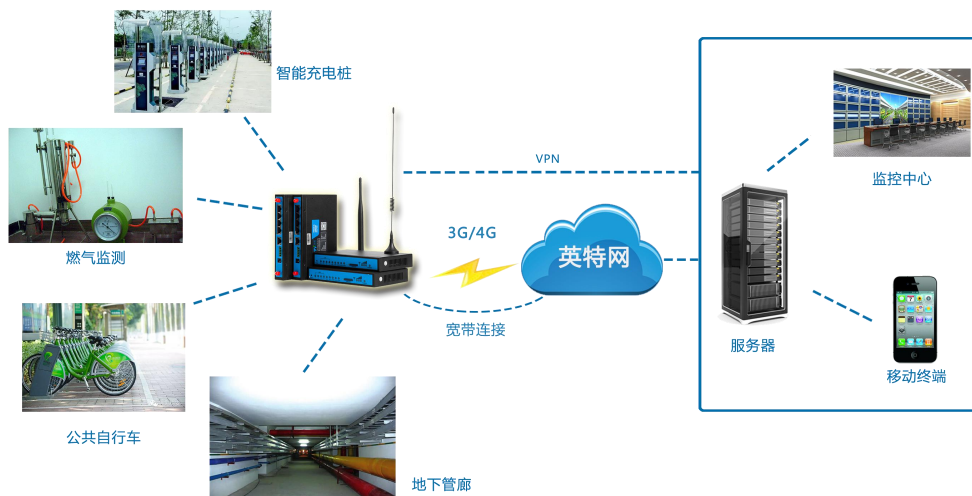 智能充电桩
VPN
监控中心
燃气监测
3G/4G
英特网
宽带连接
服务器
移动终端
公共自行车
地下管廊